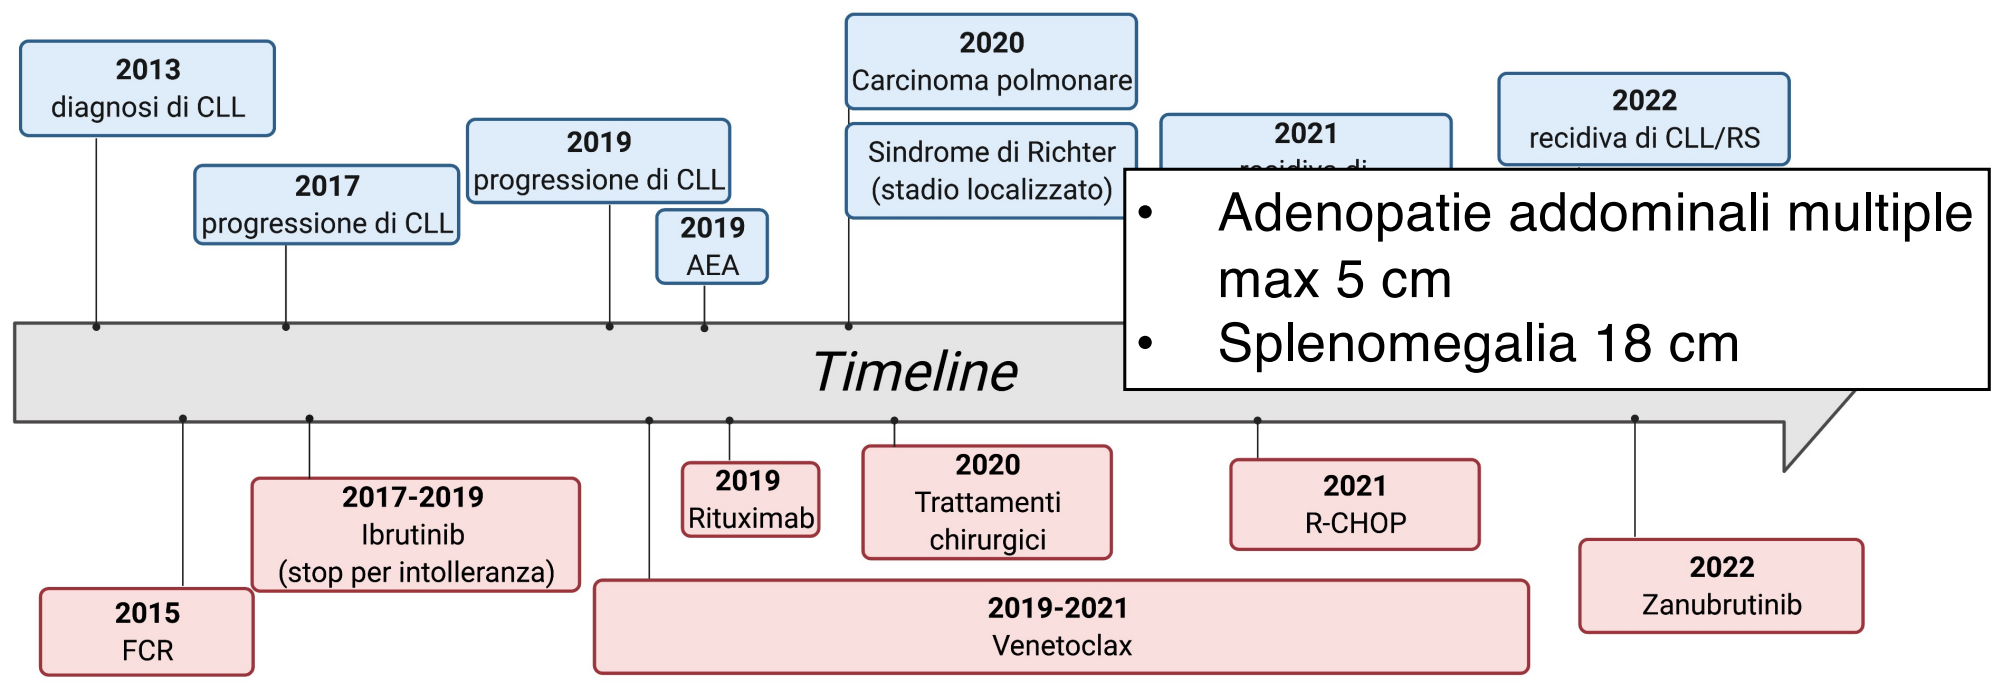 2013
diagnosi di CLL
2017
progressione di CLL
2019
progressione di CLL
2019
AEA
2020
Carcinoma polmonare
Sindrome di Richter
(stadio localizzato)
2021
recidiva di
2022
recidiva di CLL/RS
• Adenopatie addominali multiple
max 5 cm
• Splenomegalia 18 cm
Timeline
2015
FCR
2017-2019
Ibrutinib
(stop per intolleranza)
2019
Rituximab
2020
Trattamenti
chirurgici
2019-2021
Venetoclax
2021
R-CHOP
2022
Zanubrutinib